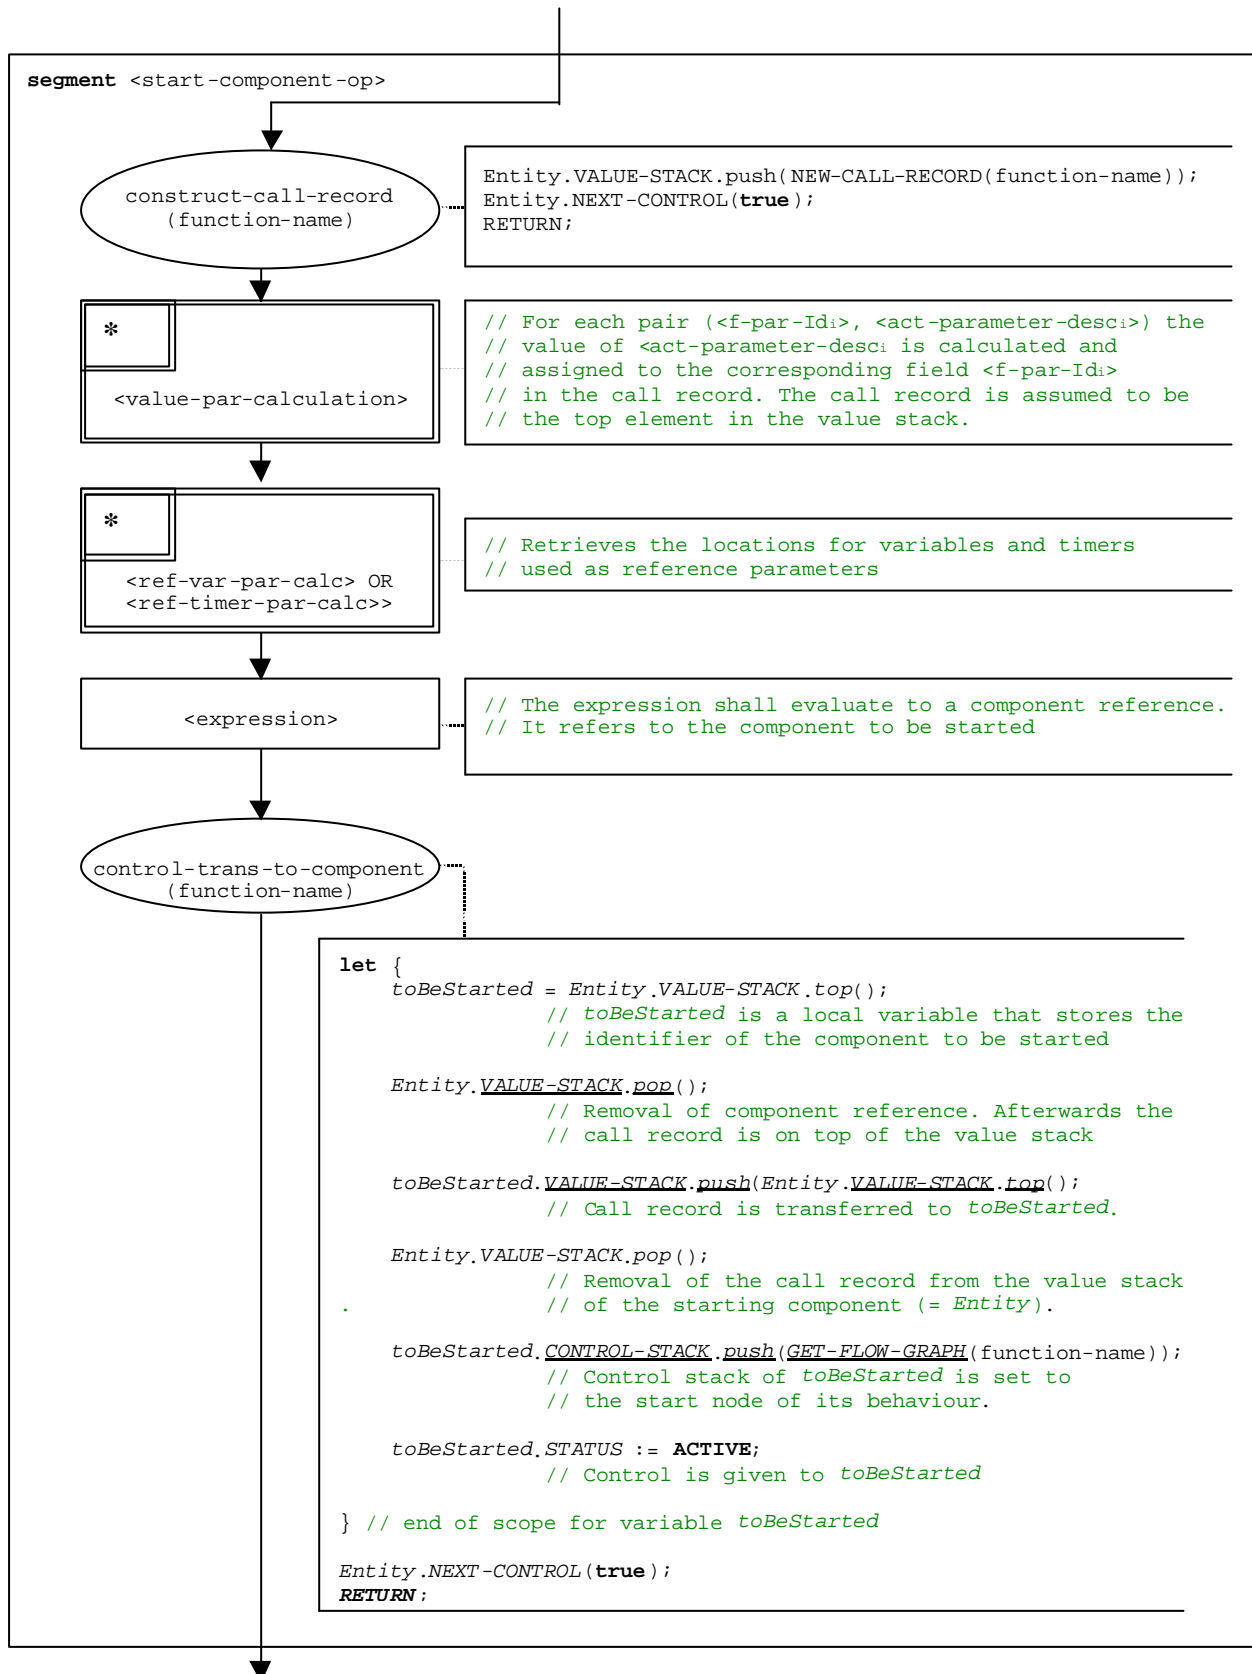 segment <start-component-op>
construct-call-record
(function-name)
Entity.VALUE-STACK.push(NEW-CALL-RECORD(function-name));
Entity.NEXT-CONTROL(true);
RETURN;
*
<value-par-calculation>
// For each pair (<f-par-Idi>, <act-parameter-desci>) the
// value of <act-parameter-desci is calculated and
// assigned to the corresponding field <f-par-Idi>
// in the call record. The call record is assumed to be
// the top element in the value stack.
*
<ref-var-par-calc> OR
<ref-timer-par-calc>>
// Retrieves the locations for variables and timers
// used as reference parameters
<expression>
// The expression shall evaluate to a component reference.
// It refers to the component to be started
control-trans-to-component
(function-name)
let {
toBeStarted = Entity.VALUE-STACK.top();
// toBeStarted is a local variable that stores the
// identifier of the component to be started
Entity.VALUE-STACK.pop();
// Removal of component reference. Afterwards the
// call record is on top of the value stack
toBeStarted.VALUE-STACK.push(Entity.VALUE-STACK.top();
// Call record is transferred to toBeStarted.
Entity.VALUE-STACK.pop();
// Removal of the call record from the value stack
. // of the starting component (= Entity).
toBeStarted.CONTROL-STACK.push(GET-FLOW-GRAPH(function-name));
// Control stack of toBeStarted is set to
// the start node of its behaviour.
toBeStarted.STATUS := ACTIVE;
// Control is given to toBeStarted
} // end of scope for variable toBeStarted
Entity.NEXT-CONTROL(true);
RETURN;